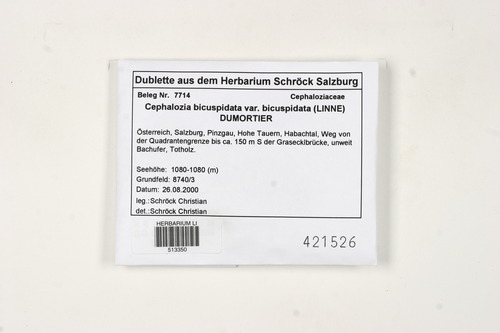 Dublette aus dem Herbarium Schröck Salzburg
Beleg Nr. 7714 Cephaloziaceae
Cephalozia bicuspidata var. bicuspidata (LINNE)
DUMORTIER
Österreich, Salzburg, Pinzgau, Hohe Tauern, Habachtal, Weg von
der Quadrantengrenze bis ca. 150 m S der Grasecklbrücke, unweit
Bachufer, Totholz.
Seehöhe: 1080-1080 (m)
Grundfeld: 8740/3
Datum: 26.08.2000
leg.:Schröck Christian
det.:Schröck Christian
HERBARIUM LI
513350
421526